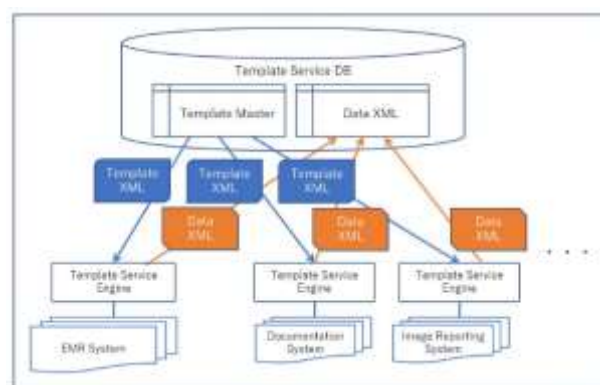 Template Service DB
Template Master
Data XML
Template
XML
Template
XML
Template
XML
Data
XML
Data
XML
Data
XML
. . . .
Template Service
Engine
Template Service
Engine
Template Service
Engine
EMR System
Documentation
System
Image Reporting
System